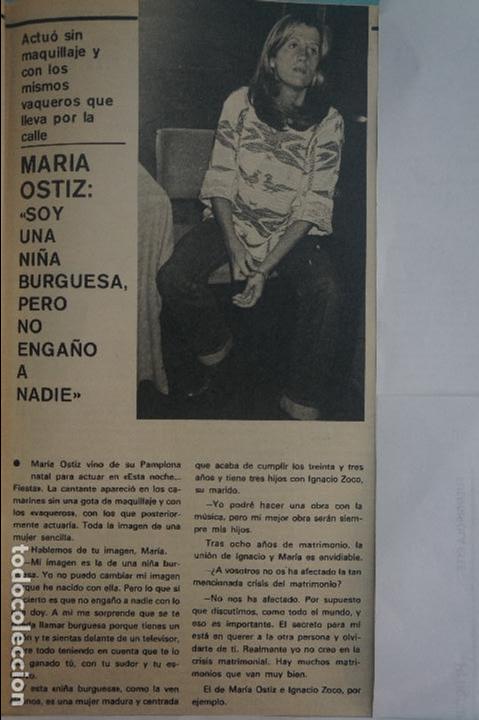 Actuó sin
maquillaje y
con los
mismos
vaqueros que
lleva por la
calle
MARIA
OSTIZ:
«SOY
UNA
NIÑA
BURGUESA,
PERO
NO
ENGAÑO
A
NADIE»
● María Ostiz vino de su Pamplona
natal para actuar en «Esta noche...
Fiesta». La cantante apareció en los ca-
marines sin una gota de maquillaje y con
los «vaqueros», con los que posterior-
mente actuaría. Toda la imagen de una
mujer sencilla.
Hablemos de tu imagen, María.
—Mi imagen es la de una niña bur-
sa. Yo no puedo cambiar mi imagen
que he nacido con ella. Pero lo que sí
cierto es que no engaño a nadie con lo
doy. A mí me sorprende que se te
da llamar burguesa porque tienes un
n y te sientas delante de un televisor,
re todo teniendo en cuenta que te lo
ganado tú, con tu sudor y tu es-
o.
esta «niña burguesa», como la ven
nos, es una mujer madura y centrada
que acaba de cumplir los treinta y tres
años y tiene tres hijos con Ignacio Zoco,
su marido.
—Yo podré hacer una obra con la
música, pero mi mejor obra serán siem-
pre mis hijos.
Tras ocho años de matrimonio, la
unión de Ignacio y María es envidiable.
—¿A vosotros no os ha afectado la tan
mencionada crisis del matrimonio?
—No nos ha afectado. Por supuesto
que discutimos, como todo el mundo, y
eso es importante. El secreto para mí
está en querer a la otra persona y olvi-
darte de ti. Realmente yo no creo en la
crisis matrimonial. Hay muchos matri-
monios que van muy bien.
El de María Ostiz e Ignacio Zoco, por
ejemplo.
todocoleccion